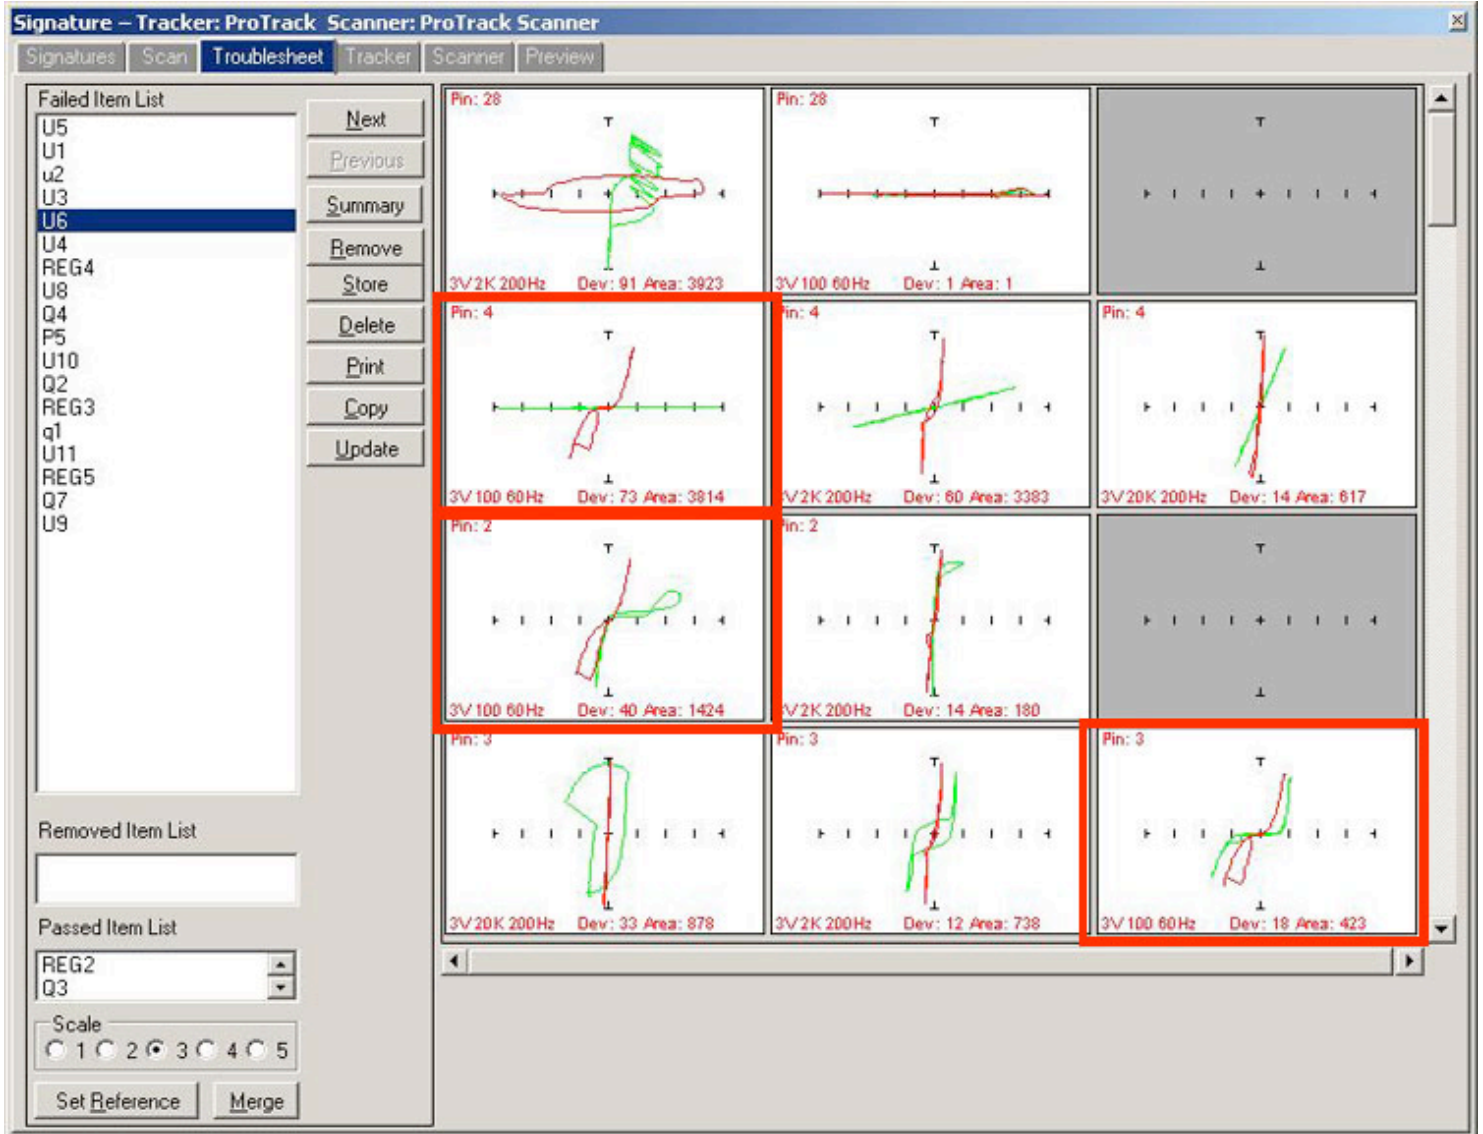 Signature – Tracker: ProTrack Scanner: ProTrack Scanner
Signatures Scan Troublesheet Tracker Scanner Preview
Failed Item List
U5
U1
u2
U3
U6
U4
REG4
U8
Q4
P5
U10
Q2
REG3
q1
U11
REG5
Q7
U9
Next
Previous
Summary
Remove
Store
Delete
Print
Copy
Update
Removed Item List
Passed Item List
REG2
Q3
Scale
1 2 3 4 5
Set Reference Merge
Pin: 28
3V 2K 200Hz Dev: 91 Area: 3923
Pin: 28
3V 100 60Hz Dev: 1 Area: 1
Pin: 4
3V 100 60Hz Dev: 73 Area: 3814
Pin: 4
3V 2K 200Hz Dev: 60 Area: 3383
Pin: 4
3V 20K 200Hz Dev: 14 Area: 617
Pin: 2
3V 100 60Hz Dev: 40 Area: 1424
Pin: 2
3V 2K 200Hz Dev: 14 Area: 180
Pin: 3
3V 20K 200Hz Dev: 33 Area: 878
Pin: 3
3V 2K 200Hz Dev: 12 Area: 738
Pin: 3
3V 100 60Hz Dev: 18 Area: 423